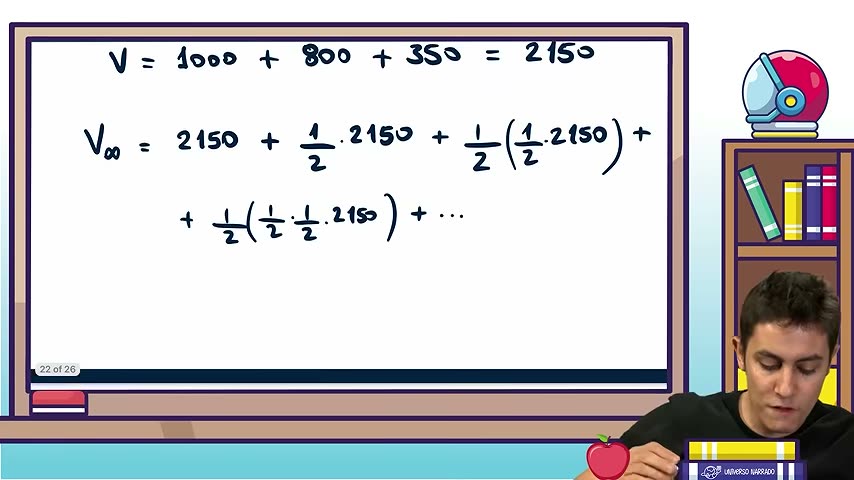 V = 1000 + 800 + 350 = 2150
V∞ = 2150 + 1/2 · 2150 + 1/2 (1/2 · 2150) +
+ 1/2 (1/2 · 1/2 · 2150) + ...
22 of 26
UNIVERSO NARRADO